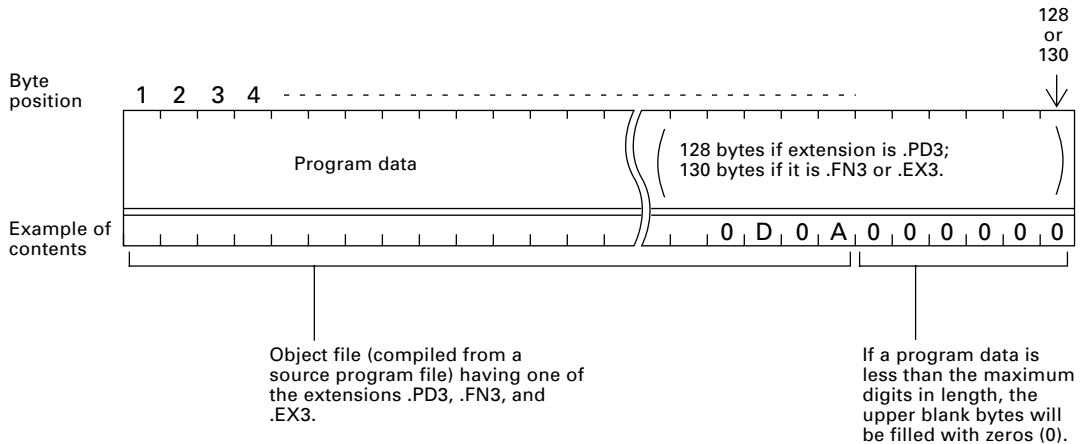 128
or
130
Byte
position
1 2 3 4
Program data
128 bytes if extension is .PD3;
130 bytes if it is .FN3 or .EX3.
Example of
contents
0 D 0 A 0 0 0 0 0 0
Object file (compiled from a
source program file) having one of
the extensions .PD3, .FN3, and
.EX3.
If a program data is
less than the maximum
digits in length, the
upper blank bytes will
be filled with zeros (0).